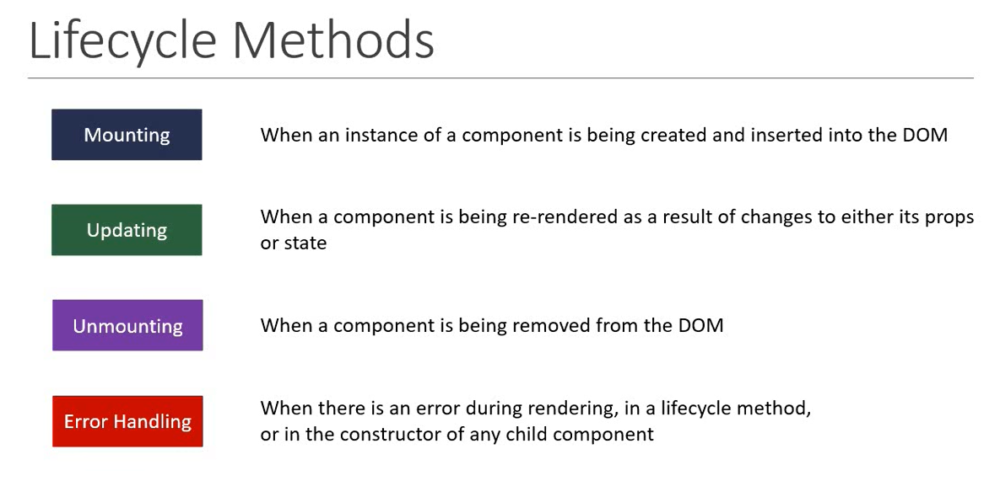 Lifecycle Methods
Mounting
When an instance of a component is being created and inserted into the DOM
Updating
When a component is being re-rendered as a result of changes to either its props
or state
Unmounting
When a component is being removed from the DOM
Error Handling
When there is an error during rendering, in a lifecycle method,
or in the constructor of any child component